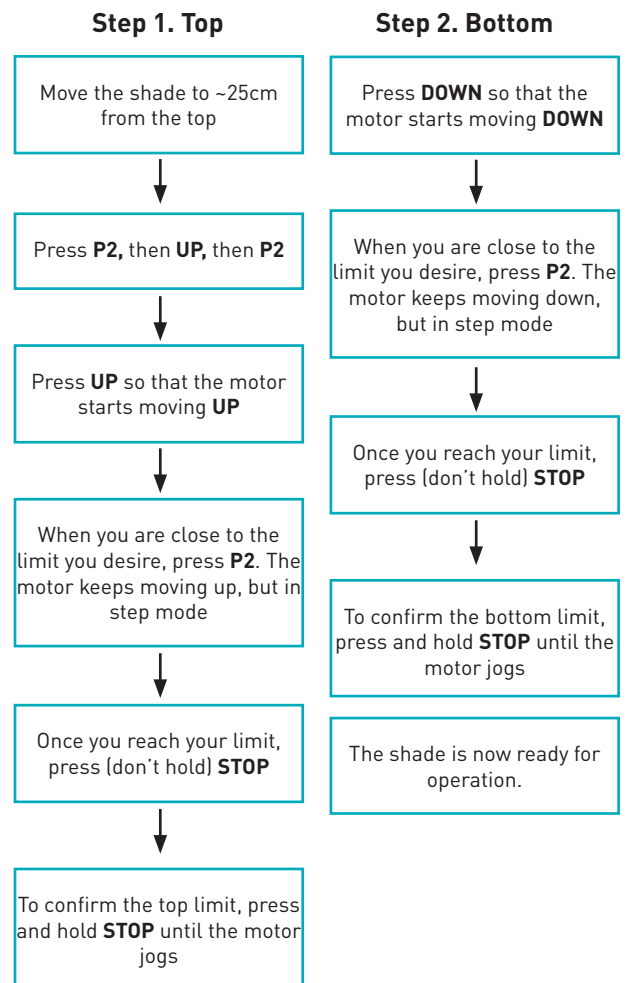 Step 1. Top
Move the shade to ~25cm
from the top
Press P2, then UP, then P2
Press UP so that the motor
starts moving UP
When you are close to the
limit you desire, press P2. The
motor keeps moving up, but in
step mode
Once you reach your limit,
press (don't hold) STOP
To confirm the top limit, press
and hold STOP until the motor
jogs
Step 2. Bottom
Press DOWN so that the
motor starts moving DOWN
When you are close to the
limit you desire, press P2. The
motor keeps moving down,
but in step mode
Once you reach your limit,
press (don't hold) STOP
To confirm the bottom limit,
press and hold STOP until the
motor jogs
The shade is now ready for
operation.